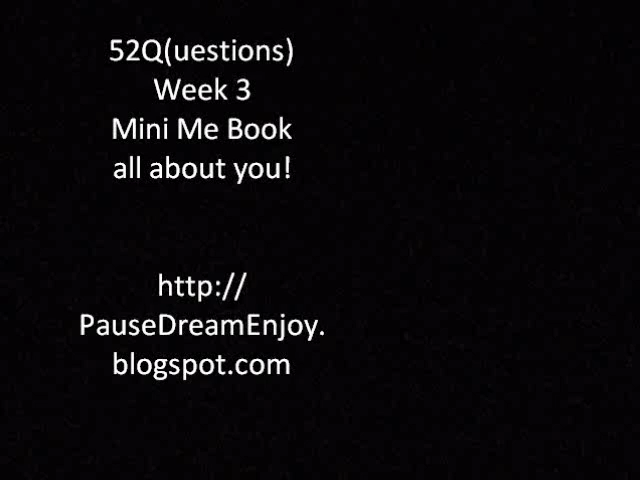 52Q(uestions)
Week 3
Mini Me Book
all about you!
http://
PauseDreamEnjoy.
blogspot.com